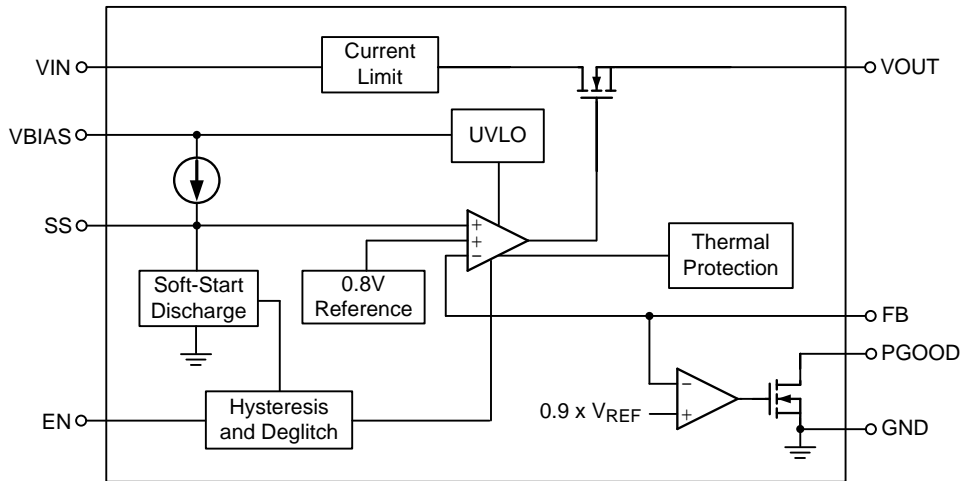 VIN
Current
Limit
VOUT
VBIAS
UVLO
SS
+
+
−
Thermal
Protection
Soft-Start
Discharge
0.8V
Reference
FB
PGOOD
−
0.9 x VREF
+
EN
Hysteresis
and Deglitch
GND